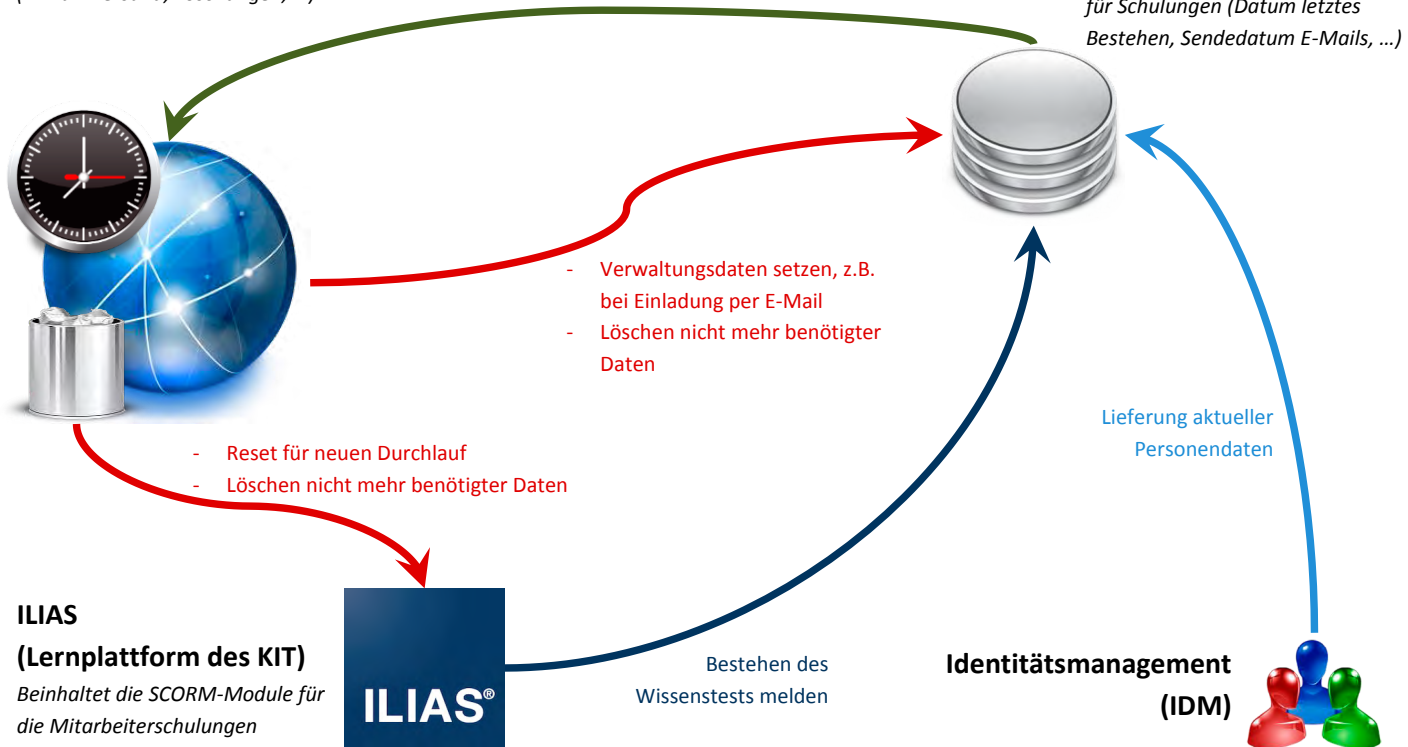 für Schulungen (Datum letztes
Bestehen, Sendedatum E-Mails, …)
- Verwaltungsdaten setzen, z.B.
bei Einladung per E-Mail
- Löschen nicht mehr benötigter
Daten
Lieferung aktueller
Personendaten
- Reset für neuen Durchlauf
- Löschen nicht mehr benötigter Daten
ILIAS
(Lernplattform des KIT)
Beinhaltet die SCORM-Module für
die Mitarbeiterschulungen
ILIAS®
Bestehen des
Wissenstests melden
Identitätsmanagement
(IDM)